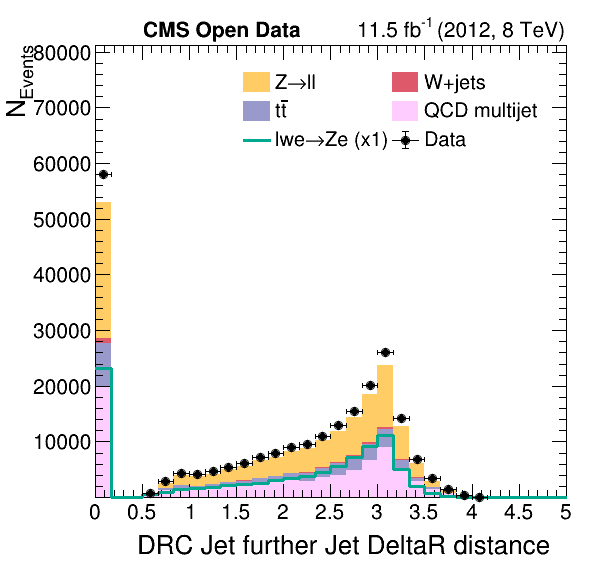 CMS Open Data 11.5 fb⁻¹ (2012, 8 TeV)
N_Events
80000
70000
60000
50000
40000
30000
20000
10000
Z→ll W+jets
tt̄ QCD multijet
lwe→Ze (x1) Data
0 0.5 1 1.5 2 2.5 3 3.5 4 4.5 5
DRC Jet further Jet DeltaR distance